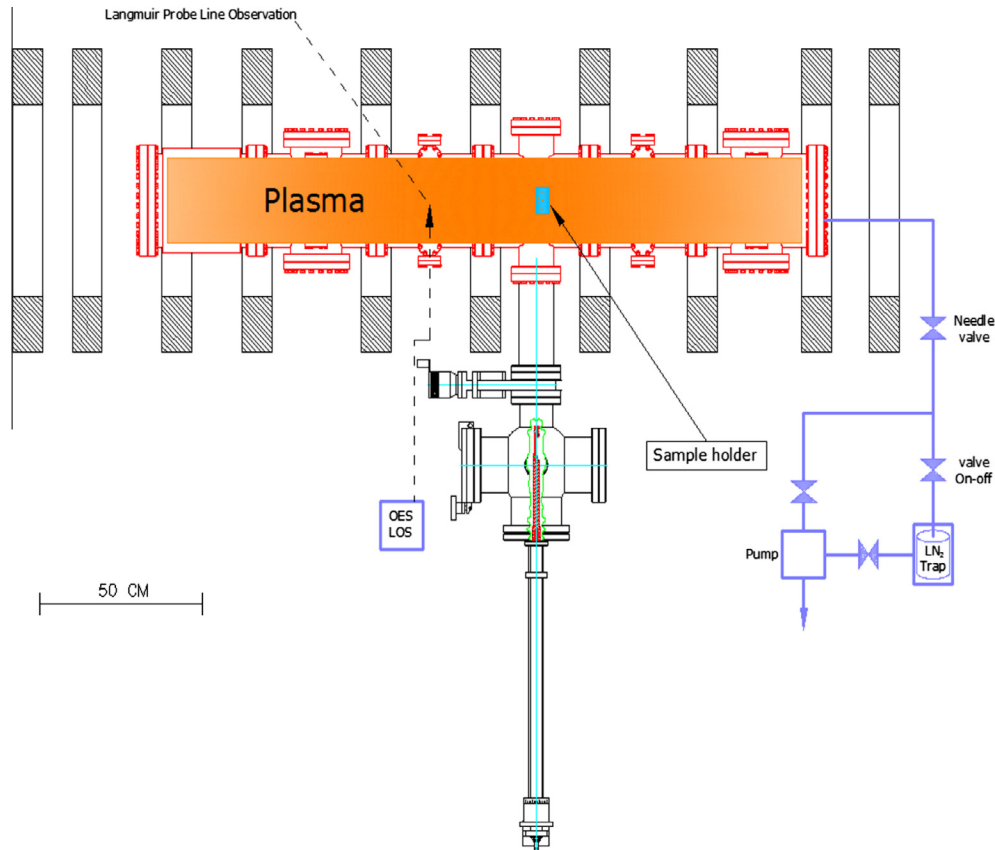 Langmuir Probe Line Observation
Plasma
Needle
valve
Sample holder
valve
On-off
OES
LOS
Pump
LN₂
Trap
50 CM